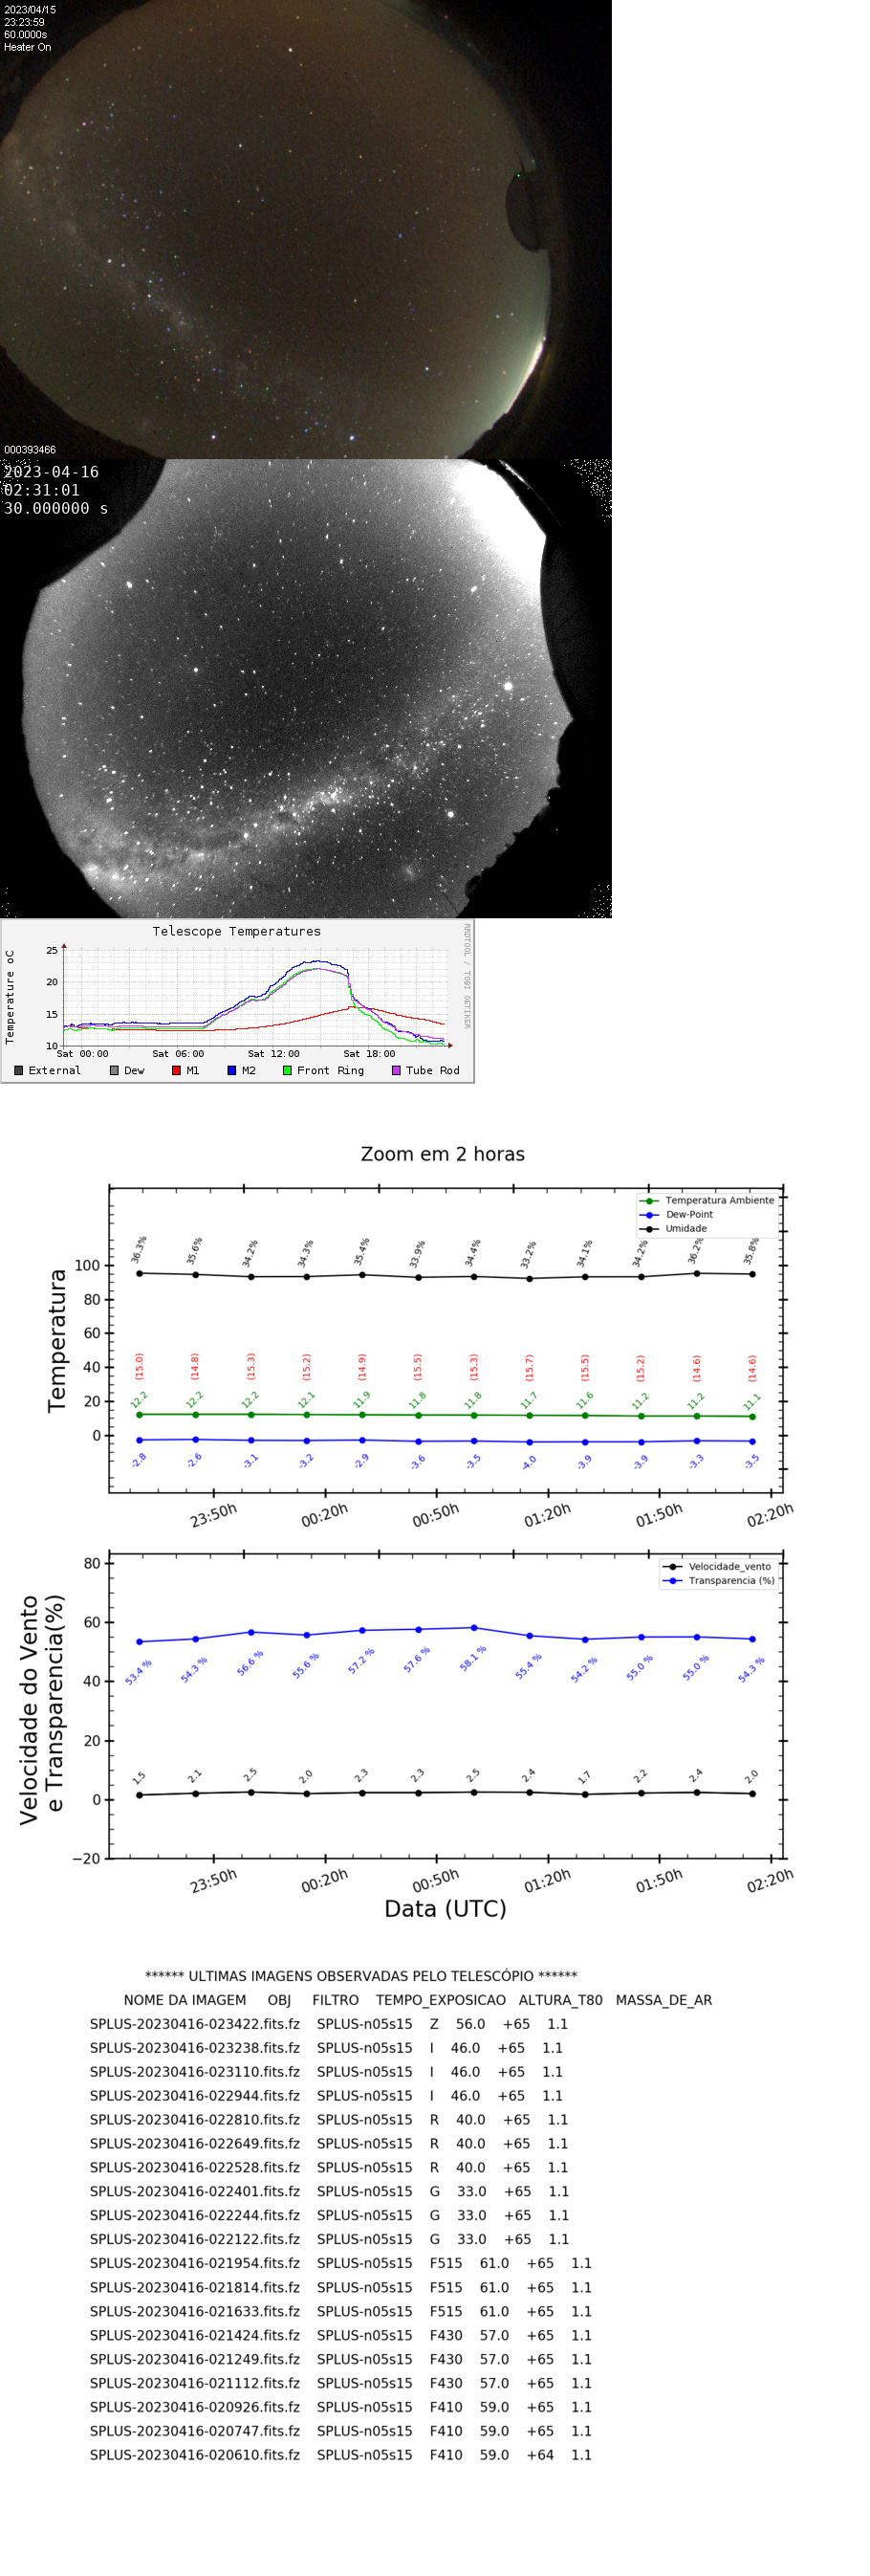 2023/04/15
23:23:59
60.0000s
Heater On
000393466
2023-04-16
02:31:01
30.000000 s
Telescope Temperatures
RRDTOOL / TOBI OETIKER
Temperature oC
25
20
15
10
Sat 00:00 Sat 06:00 Sat 12:00 Sat 18:00
External Dew M1 M2 Front Ring Tube Rod
Zoom em 2 horas
Temperatura Ambiente
Dew-Point
Umidade
36.3% 35.6% 34.2% 34.3% 35.4% 33.9% 34.4% 33.2% 34.1% 34.2% 36.2% 35.8%
Temperatura
100
80
60
40
20
0
(15.0) (14.8) (15.3) (15.2) (14.9) (15.5) (15.3) (15.7) (15.5) (15.2) (14.6) (14.6)
12.2 12.2 12.2 12.1 11.9 11.8 11.8 11.7 11.6 11.2 11.2 11.1
-2.8 -2.6 -3.1 -3.2 -2.9 -3.6 -3.5 -4.0 -3.9 -3.9 -3.3 -3.5
23:50h 00:20h 00:50h 01:20h 01:50h 02:20h
Velocidade_vento
Transparencia (%)
Velocidade do Vento
e Transparencia(%)
80
60
40
20
0
−20
53.4 % 54.3 % 56.6 % 55.6 % 57.2 % 57.6 % 58.1 % 55.4 % 54.2 % 55.0 % 55.0 % 54.3 %
1.5 2.1 2.5 2.0 2.3 2.3 2.5 2.4 1.7 2.2 2.4 2.0
23:50h 00:20h 00:50h 01:20h 01:50h 02:20h
Data (UTC)
****** ULTIMAS IMAGENS OBSERVADAS PELO TELESCÓPIO ******
NOME DA IMAGEM OBJ FILTRO TEMPO_EXPOSICAO ALTURA_T80 MASSA_DE_AR
SPLUS-20230416-023422.fits.fz SPLUS-n05s15 Z 56.0 +65 1.1
SPLUS-20230416-023238.fits.fz SPLUS-n05s15 I 46.0 +65 1.1
SPLUS-20230416-023110.fits.fz SPLUS-n05s15 I 46.0 +65 1.1
SPLUS-20230416-022944.fits.fz SPLUS-n05s15 I 46.0 +65 1.1
SPLUS-20230416-022810.fits.fz SPLUS-n05s15 R 40.0 +65 1.1
SPLUS-20230416-022649.fits.fz SPLUS-n05s15 R 40.0 +65 1.1
SPLUS-20230416-022528.fits.fz SPLUS-n05s15 R 40.0 +65 1.1
SPLUS-20230416-022401.fits.fz SPLUS-n05s15 G 33.0 +65 1.1
SPLUS-20230416-022244.fits.fz SPLUS-n05s15 G 33.0 +65 1.1
SPLUS-20230416-022122.fits.fz SPLUS-n05s15 G 33.0 +65 1.1
SPLUS-20230416-021954.fits.fz SPLUS-n05s15 F515 61.0 +65 1.1
SPLUS-20230416-021814.fits.fz SPLUS-n05s15 F515 61.0 +65 1.1
SPLUS-20230416-021633.fits.fz SPLUS-n05s15 F515 61.0 +65 1.1
SPLUS-20230416-021424.fits.fz SPLUS-n05s15 F430 57.0 +65 1.1
SPLUS-20230416-021249.fits.fz SPLUS-n05s15 F430 57.0 +65 1.1
SPLUS-20230416-021112.fits.fz SPLUS-n05s15 F430 57.0 +65 1.1
SPLUS-20230416-020926.fits.fz SPLUS-n05s15 F410 59.0 +65 1.1
SPLUS-20230416-020747.fits.fz SPLUS-n05s15 F410 59.0 +65 1.1
SPLUS-20230416-020610.fits.fz SPLUS-n05s15 F410 59.0 +64 1.1